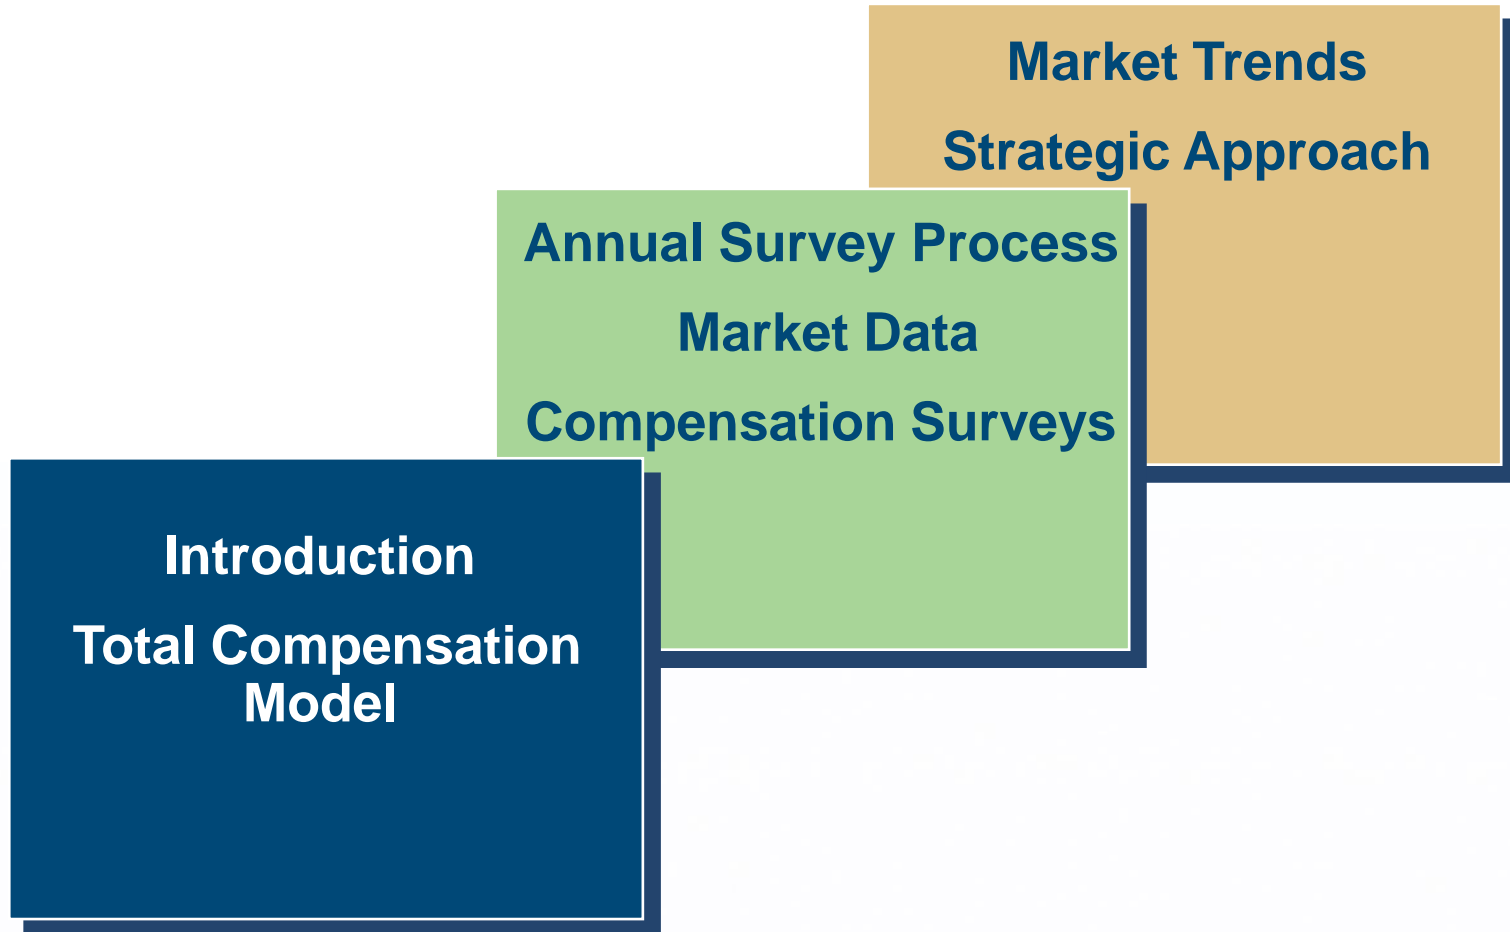 Market Trends
Strategic Approach
Annual Survey Process
Market Data
Compensation Surveys
Introduction
Total Compensation
Model